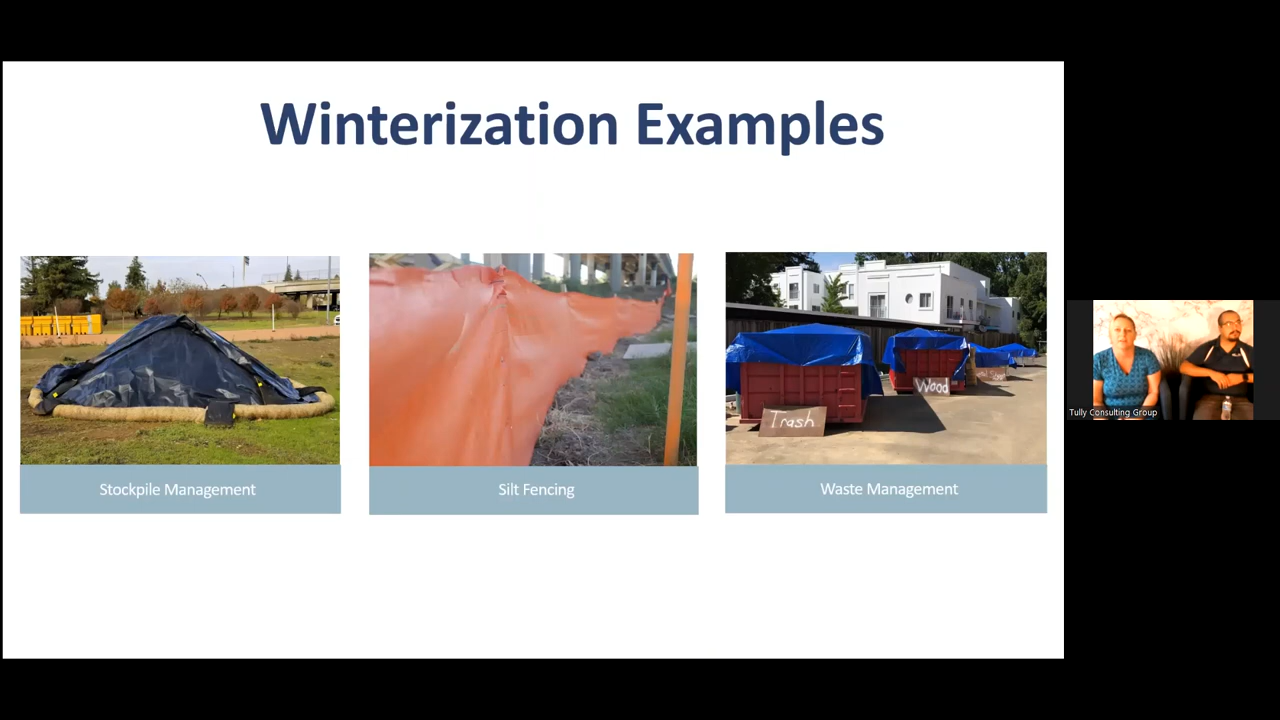 Winterization Examples
Trash
Wood
Stockpile Management
Silt Fencing
Waste Management
Tully Consulting Group